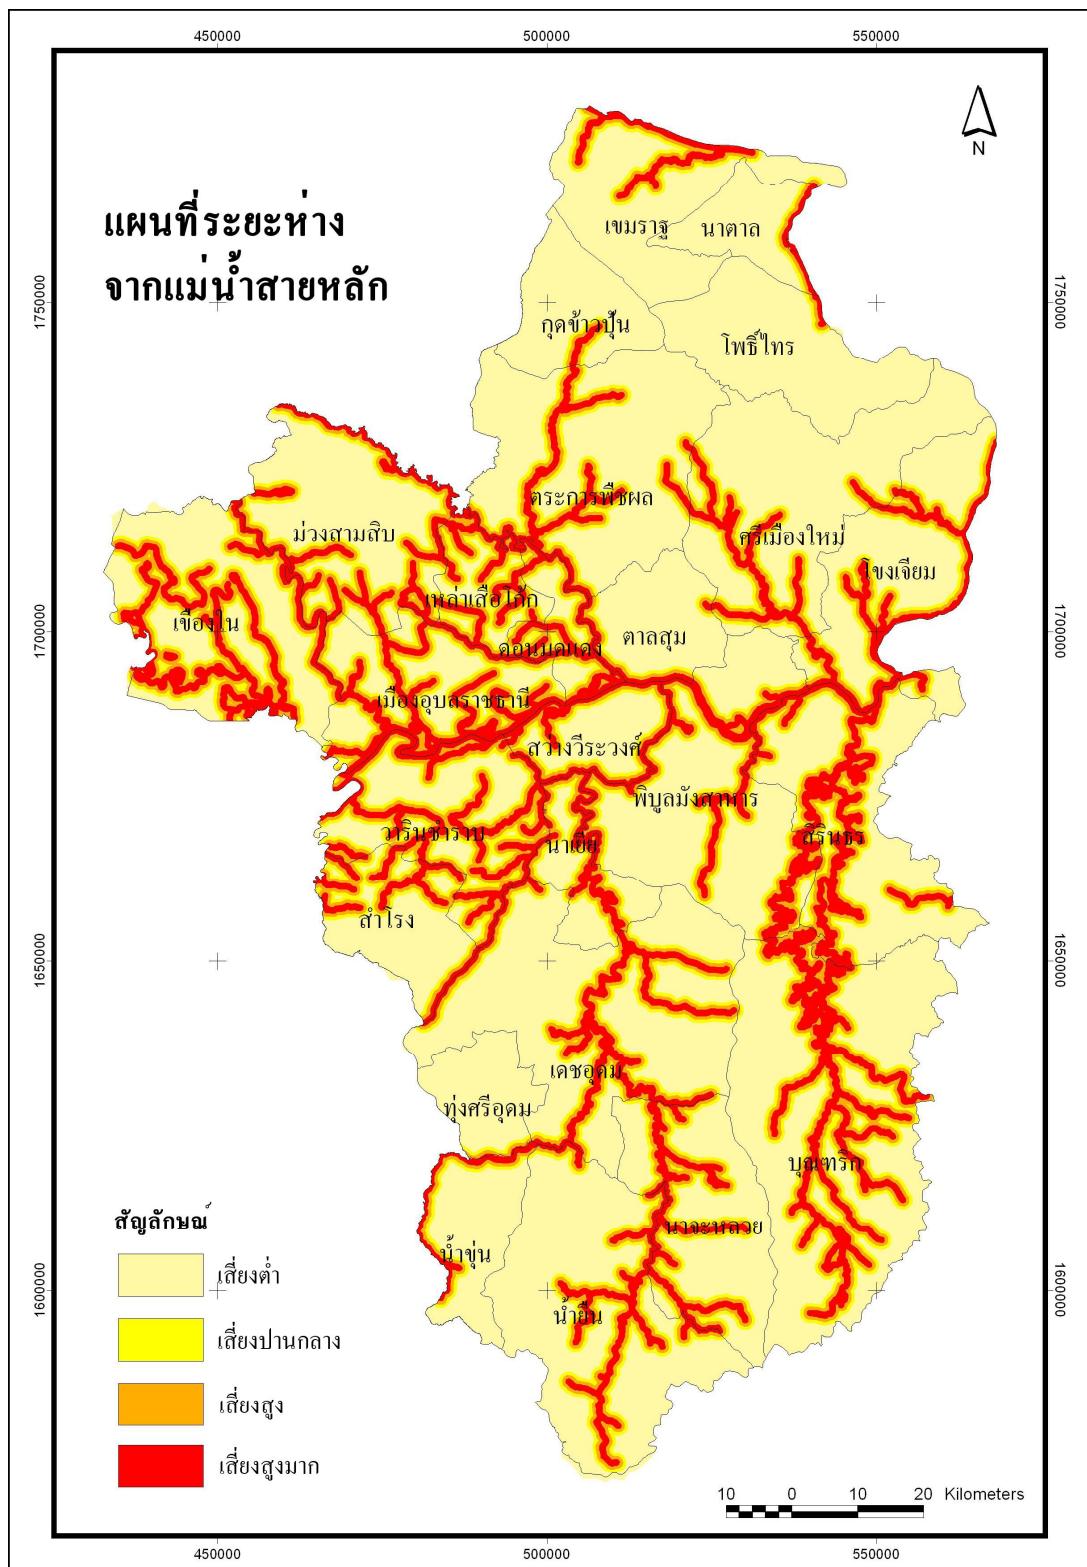 450000
500000
550000
N
แผนที่ระยะห่าง
จากแม่น้ำสายหลัก
เขมราฐ
นาตาล
1750000
1750000
กุดข้าวปุ้น
โพธิ์ไทร
ตระการพืชผล
ม่วงสามสิบ
ศรีเมืองใหม่
โขงเจียม
เหล่าเสือโก้ก
เขื่องใน
1700000
1700000
ดอนมดแดง
ตาลสุม
เมืองอุบลราชธานี
สว่างวีระวงศ์
พิบูลมังสาหาร
วารินชำราบ
นาเยีย
สิรินธร
สำโรง
1650000
1650000
เดชอุดม
ทุ่งศรีอุดม
บุณฑริก
นาจะหลวย
น้ำขุ่น
น้ำยืน
1600000
1600000
สัญลักษณ์
เสี่ยงต่ำ
เสี่ยงปานกลาง
เสี่ยงสูง
เสี่ยงสูงมาก
10 0 10 20 Kilometers
450000
500000
550000